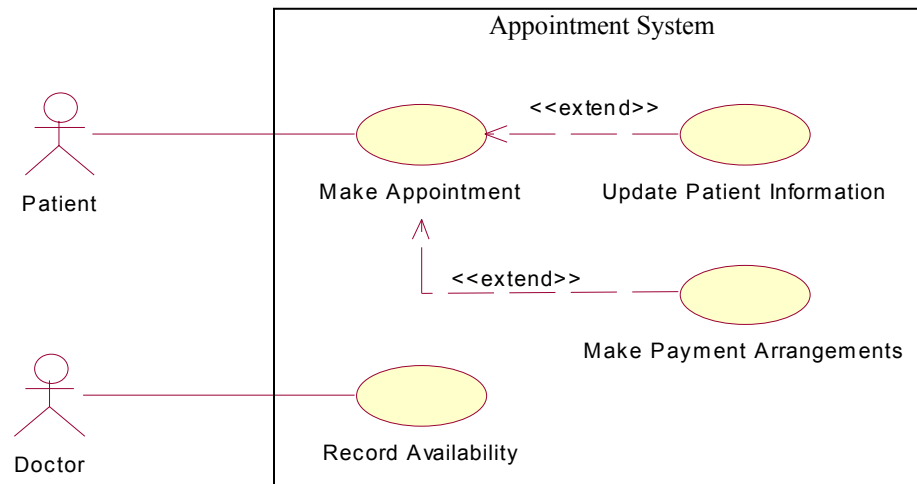 Appointment System
<<extend>>
Patient
Make Appointment
Update Patient Information
<<extend>>
Make Payment Arrangements
Doctor
Record Availability